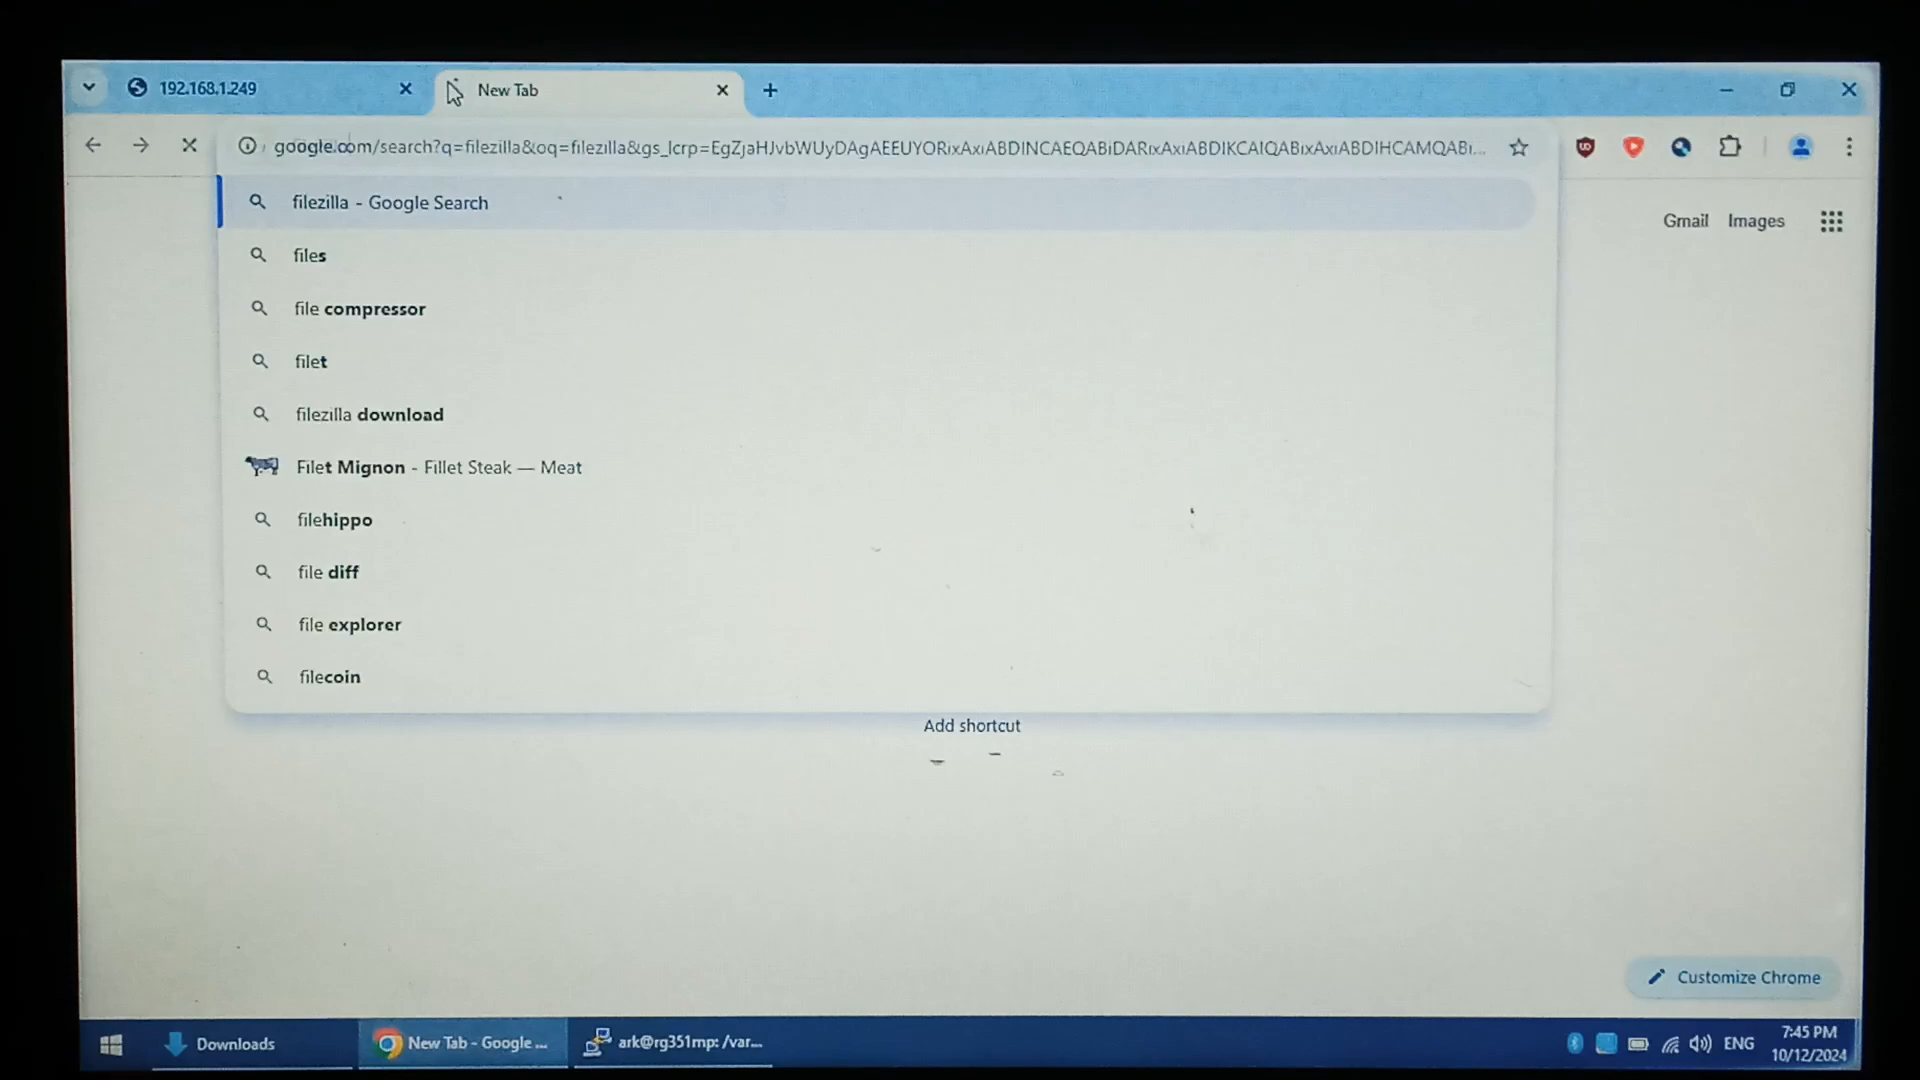 192.168.1.249
New Tab
google.com/search?q=filezilla&oq=filezilla&gs_lcrp=EgZjaHJvbWUyDAgAEEUYORixAxiABDINCAEQABiDARixAxiABDIKCAIQABixAxiABDIHCAMQABi...
filezilla - Google Search
Gmail Images
files
file compressor
filet
filezilla download
Filet Mignon - Fillet Steak — Meat
filehippo
file diff
file explorer
filecoin
Add shortcut
Customize Chrome
Downloads
New Tab - Google ...
ark@rg351mp: /var...
ENG
7:45 PM
10/12/2024